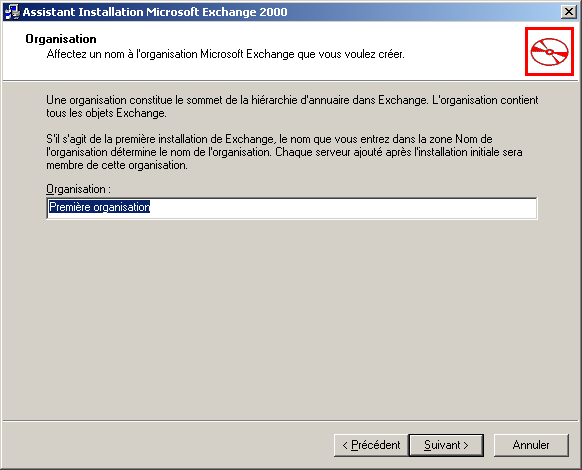 Assistant Installation Microsoft Exchange 2000
Organisation
Affectez un nom à l'organisation Microsoft Exchange que vous voulez créer.
Une organisation constitue le sommet de la hiérarchie d'annuaire dans Exchange. L'organisation contient
tous les objets Exchange.
S'il s'agit de la première installation de Exchange, le nom que vous entrez dans la zone Nom de
l'organisation détermine le nom de l'organisation. Chaque serveur ajouté après l'installation initiale sera
membre de cette organisation.
Organisation :
Première organisation
< Précédent Suivant > Annuler